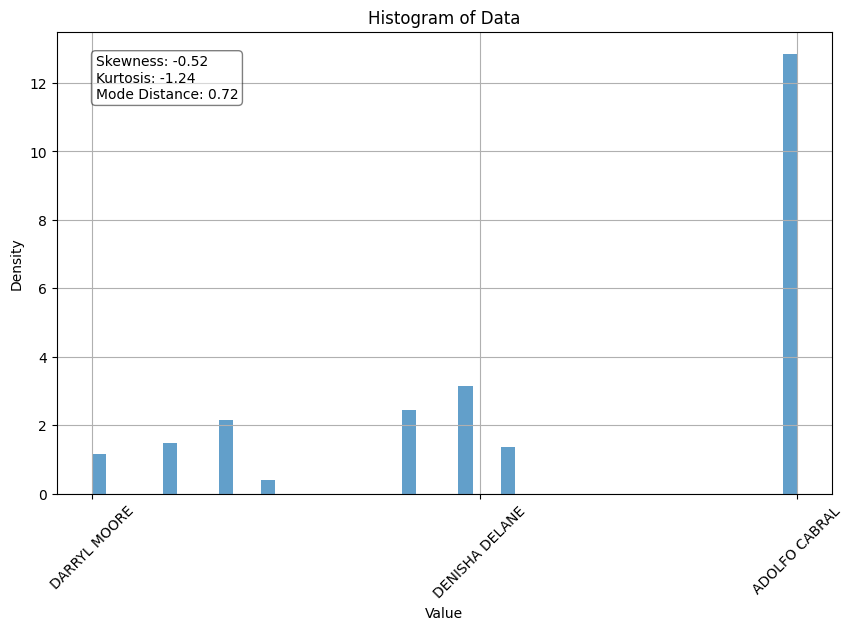 Histogram of Data
Skewness: -0.52
Kurtosis: -1.24
Mode Distance: 0.72
Density
12
10
8
6
4
2
0
DARRYL MOORE
DENISHA DELANE
ADOLFO CABRAL
Value